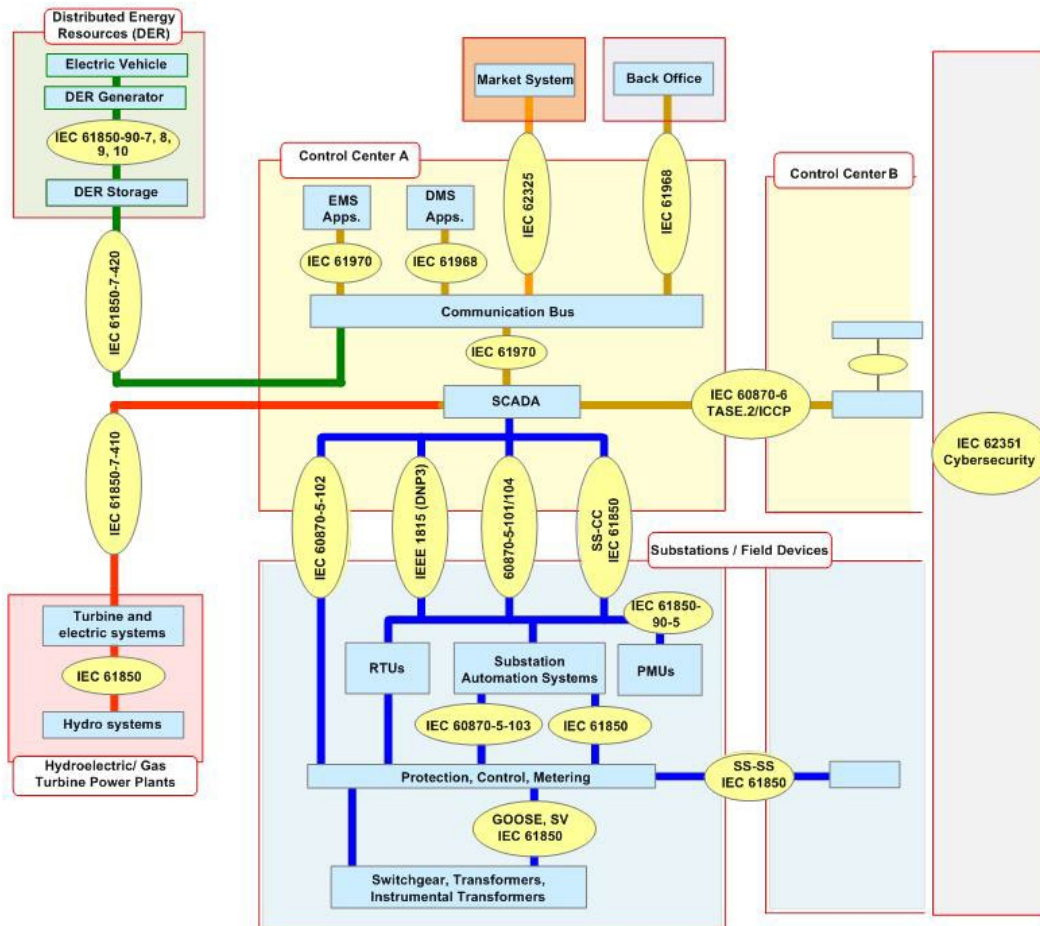 Distributed Energy
Resources (DER)
Electric Vehicle
DER Generator
IEC 61850-90-7, 8,
9, 10
DER Storage
IEC 61850-7-420
Market System
Back Office
Control Center A
EMS
Apps.
DMS
Apps.
IEC 62325
IEC 61968
IEC 61970
IEC 61968
Communication Bus
IEC 61970
SCADA
Control Center B
IEC 60870-6
TASE.2/ICCP
IEC 62351
Cybersecurity
IEC 61850-7-410
IEC 60870-5-102
IEEE 1815 (DNP3)
60870-5-101/104
SS-CC
IEC 61850
Substations / Field Devices
IEC 61850-
90-5
RTUs
Substation
Automation Systems
PMUs
IEC 60870-5-103
IEC 61850
Protection, Control, Metering
SS-SS
IEC 61850
GOOSE, SV
IEC 61850
Switchgear, Transformers,
Instrumental Transformers
Turbine and
electric systems
IEC 61850
Hydro systems
Hydroelectric/ Gas
Turbine Power Plants